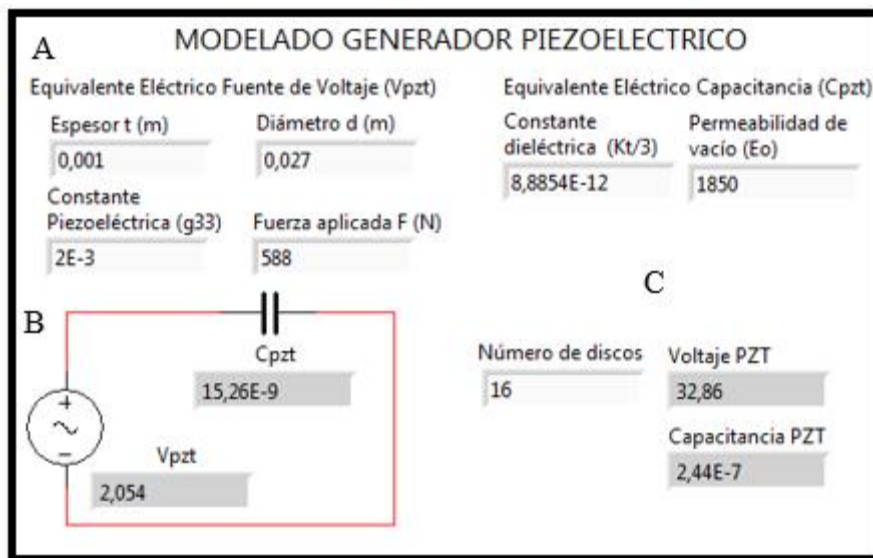 A
MODELADO GENERADOR PIEZOELECTRICO
Equivalente Eléctrico Fuente de Voltaje (Vpzt)
Espesor t (m)
0,001
Diámetro d (m)
0,027
Constante
Piezoeléctrica (g33)
2E-3
Fuerza aplicada F (N)
588
Equivalente Eléctrico Capacitancia (Cpzt)
Constante
dieléctrica (Kt/3)
8,8854E-12
Permeabilidad de
vacío (Eo)
1850
B
Cpzt
15,26E-9
+
−
Vpzt
2,054
C
Número de discos
16
Voltaje PZT
32,86
Capacitancia PZT
2,44E-7